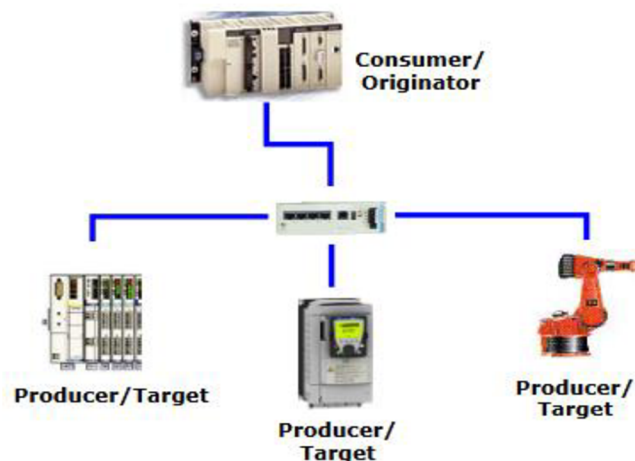 Consumer/
Originator
Producer/Target
Producer/
Target
Producer/
Target